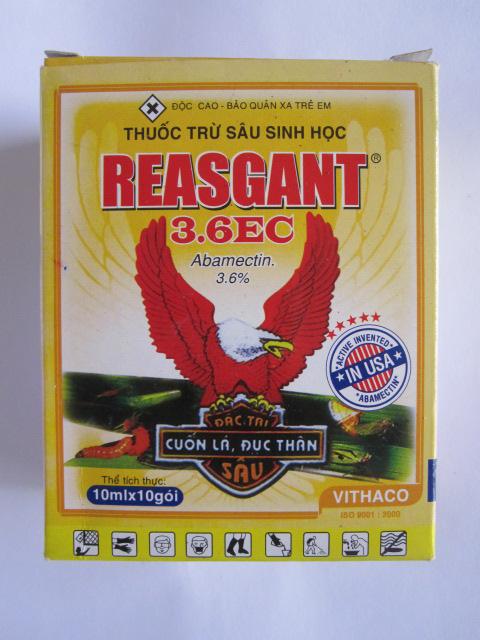 ĐỘC CAO - BẢO QUẢN XA TRẺ EM
THUỐC TRỪ SÂU SINH HỌC
REASGANT®
3.6EC
Abamectin.
3.6%
ACTIVE INVENTED
IN USA
ABAMECTIN
ĐẶC TRỊ
CUỐN LÁ, ĐỤC THÂN
SÂU
Thể tích thực:
10mlx10gói
VITHACO
ISO 9001 : 2000